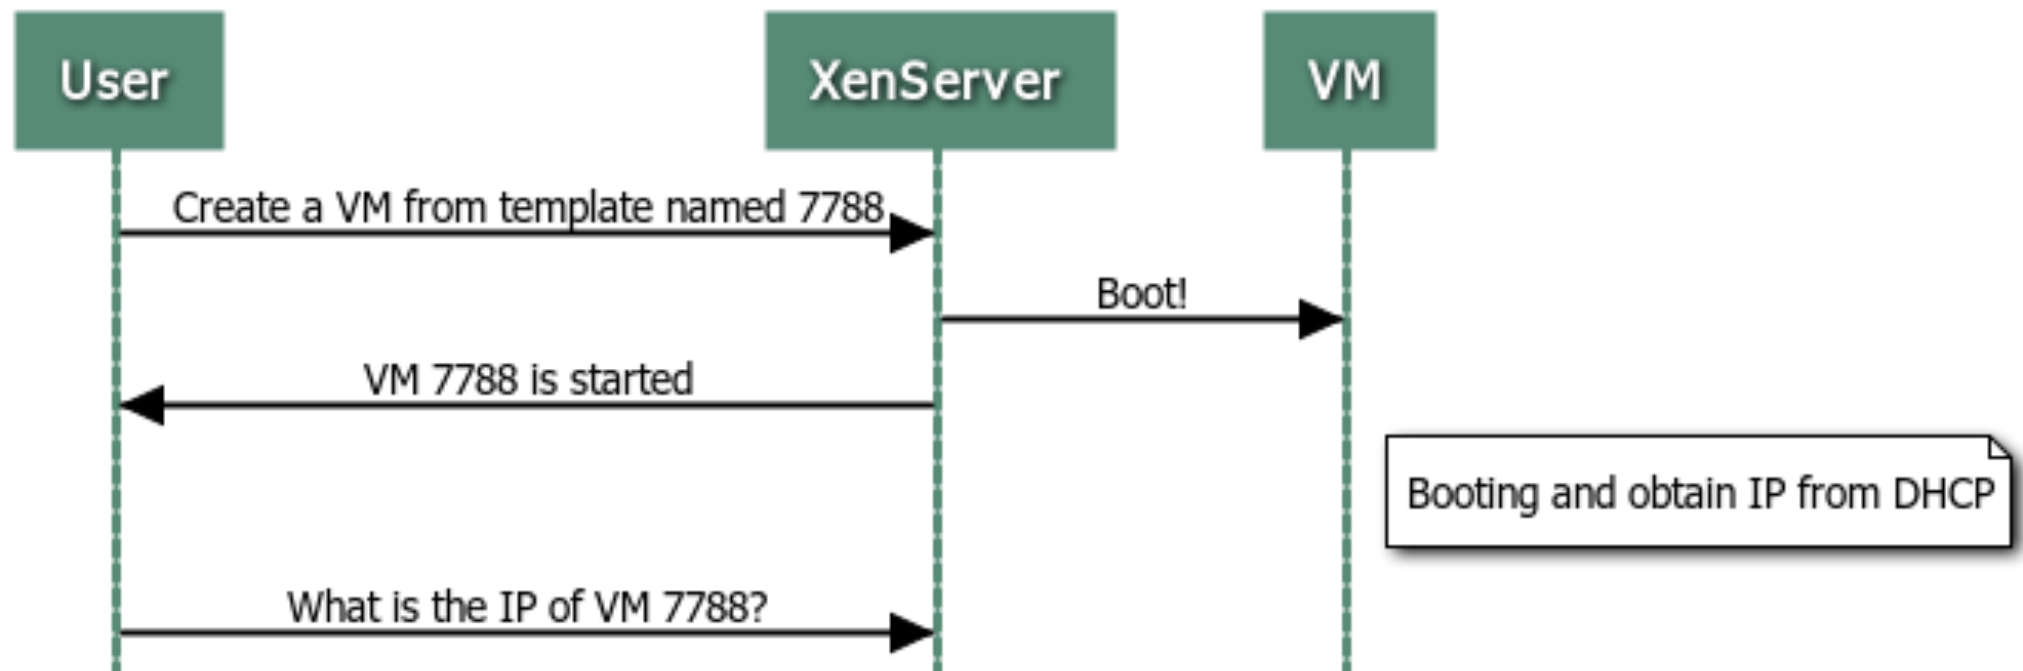 User
XenServer
VM
Create a VM from template named 7788
Boot!
VM 7788 is started
Booting and obtain IP from DHCP
What is the IP of VM 7788?